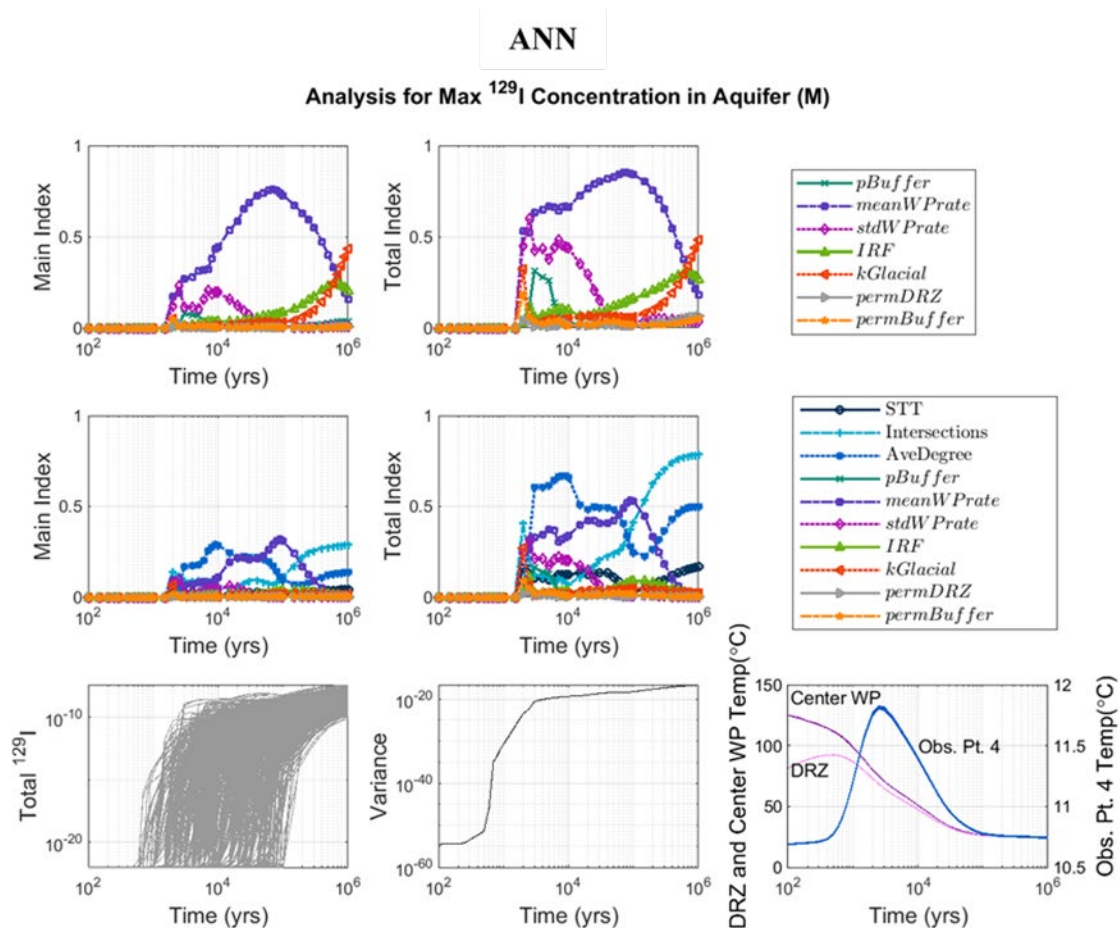 ANN
Analysis for Max ¹²⁹I Concentration in Aquifer (M)
Main Index
1
0.5
0
10² 10⁴ 10⁶
Time (yrs)
Total Index
1
0.5
0
10² 10⁴ 10⁶
Time (yrs)
pBuffer
meanWPrate
stdWPrate
IRF
kGlacial
permDRZ
permBuffer
Main Index
1
0.5
0
10² 10⁴ 10⁶
Time (yrs)
Total Index
1
0.5
0
10² 10⁴ 10⁶
Time (yrs)
STT
Intersections
AveDegree
pBuffer
meanWPrate
stdWPrate
IRF
kGlacial
permDRZ
permBuffer
Total ¹²⁹I
10⁻¹⁰
10⁻²⁰
10² 10⁴ 10⁶
Time (yrs)
Variance
10⁻²⁰
10⁻⁴⁰
10⁻⁶⁰
10² 10⁴ 10⁶
Time (yrs)
DRZ and Center WP Temp(°C)
150
100
50
0
Center WP
DRZ
Obs. Pt. 4
12
11.5
11
10.5
Obs. Pt. 4 Temp(°C)
10² 10⁴ 10⁶
Time (yrs)